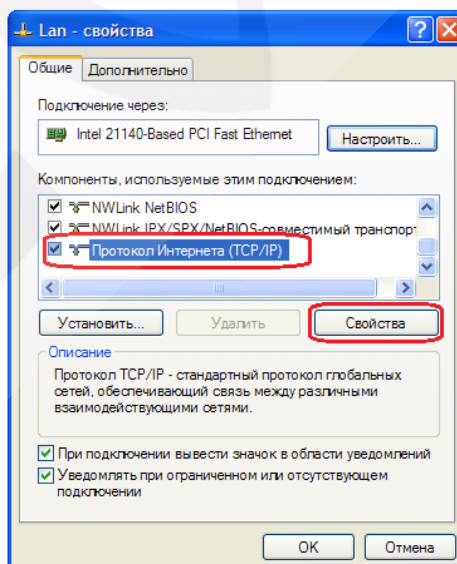 Lan - свойства
Общие Дополнительно
Подключение через:
Intel 21140-Based PCI Fast Ethernet Настроить...
Компоненты, используемые этим подключением:
NWLink NetBIOS
NWLink IPX/SPX/NetBIOS-совместимый транспорт
Протокол Интернета (TCP/IP)
Установить... Удалить Свойства
Описание
Протокол TCP/IP - стандартный протокол глобальных
сетей, обеспечивающий связь между различными
взаимодействующими сетями.
При подключении вывести значок в области уведомлений
Уведомлять при ограниченном или отсутствующем
подключении
OK Отмена